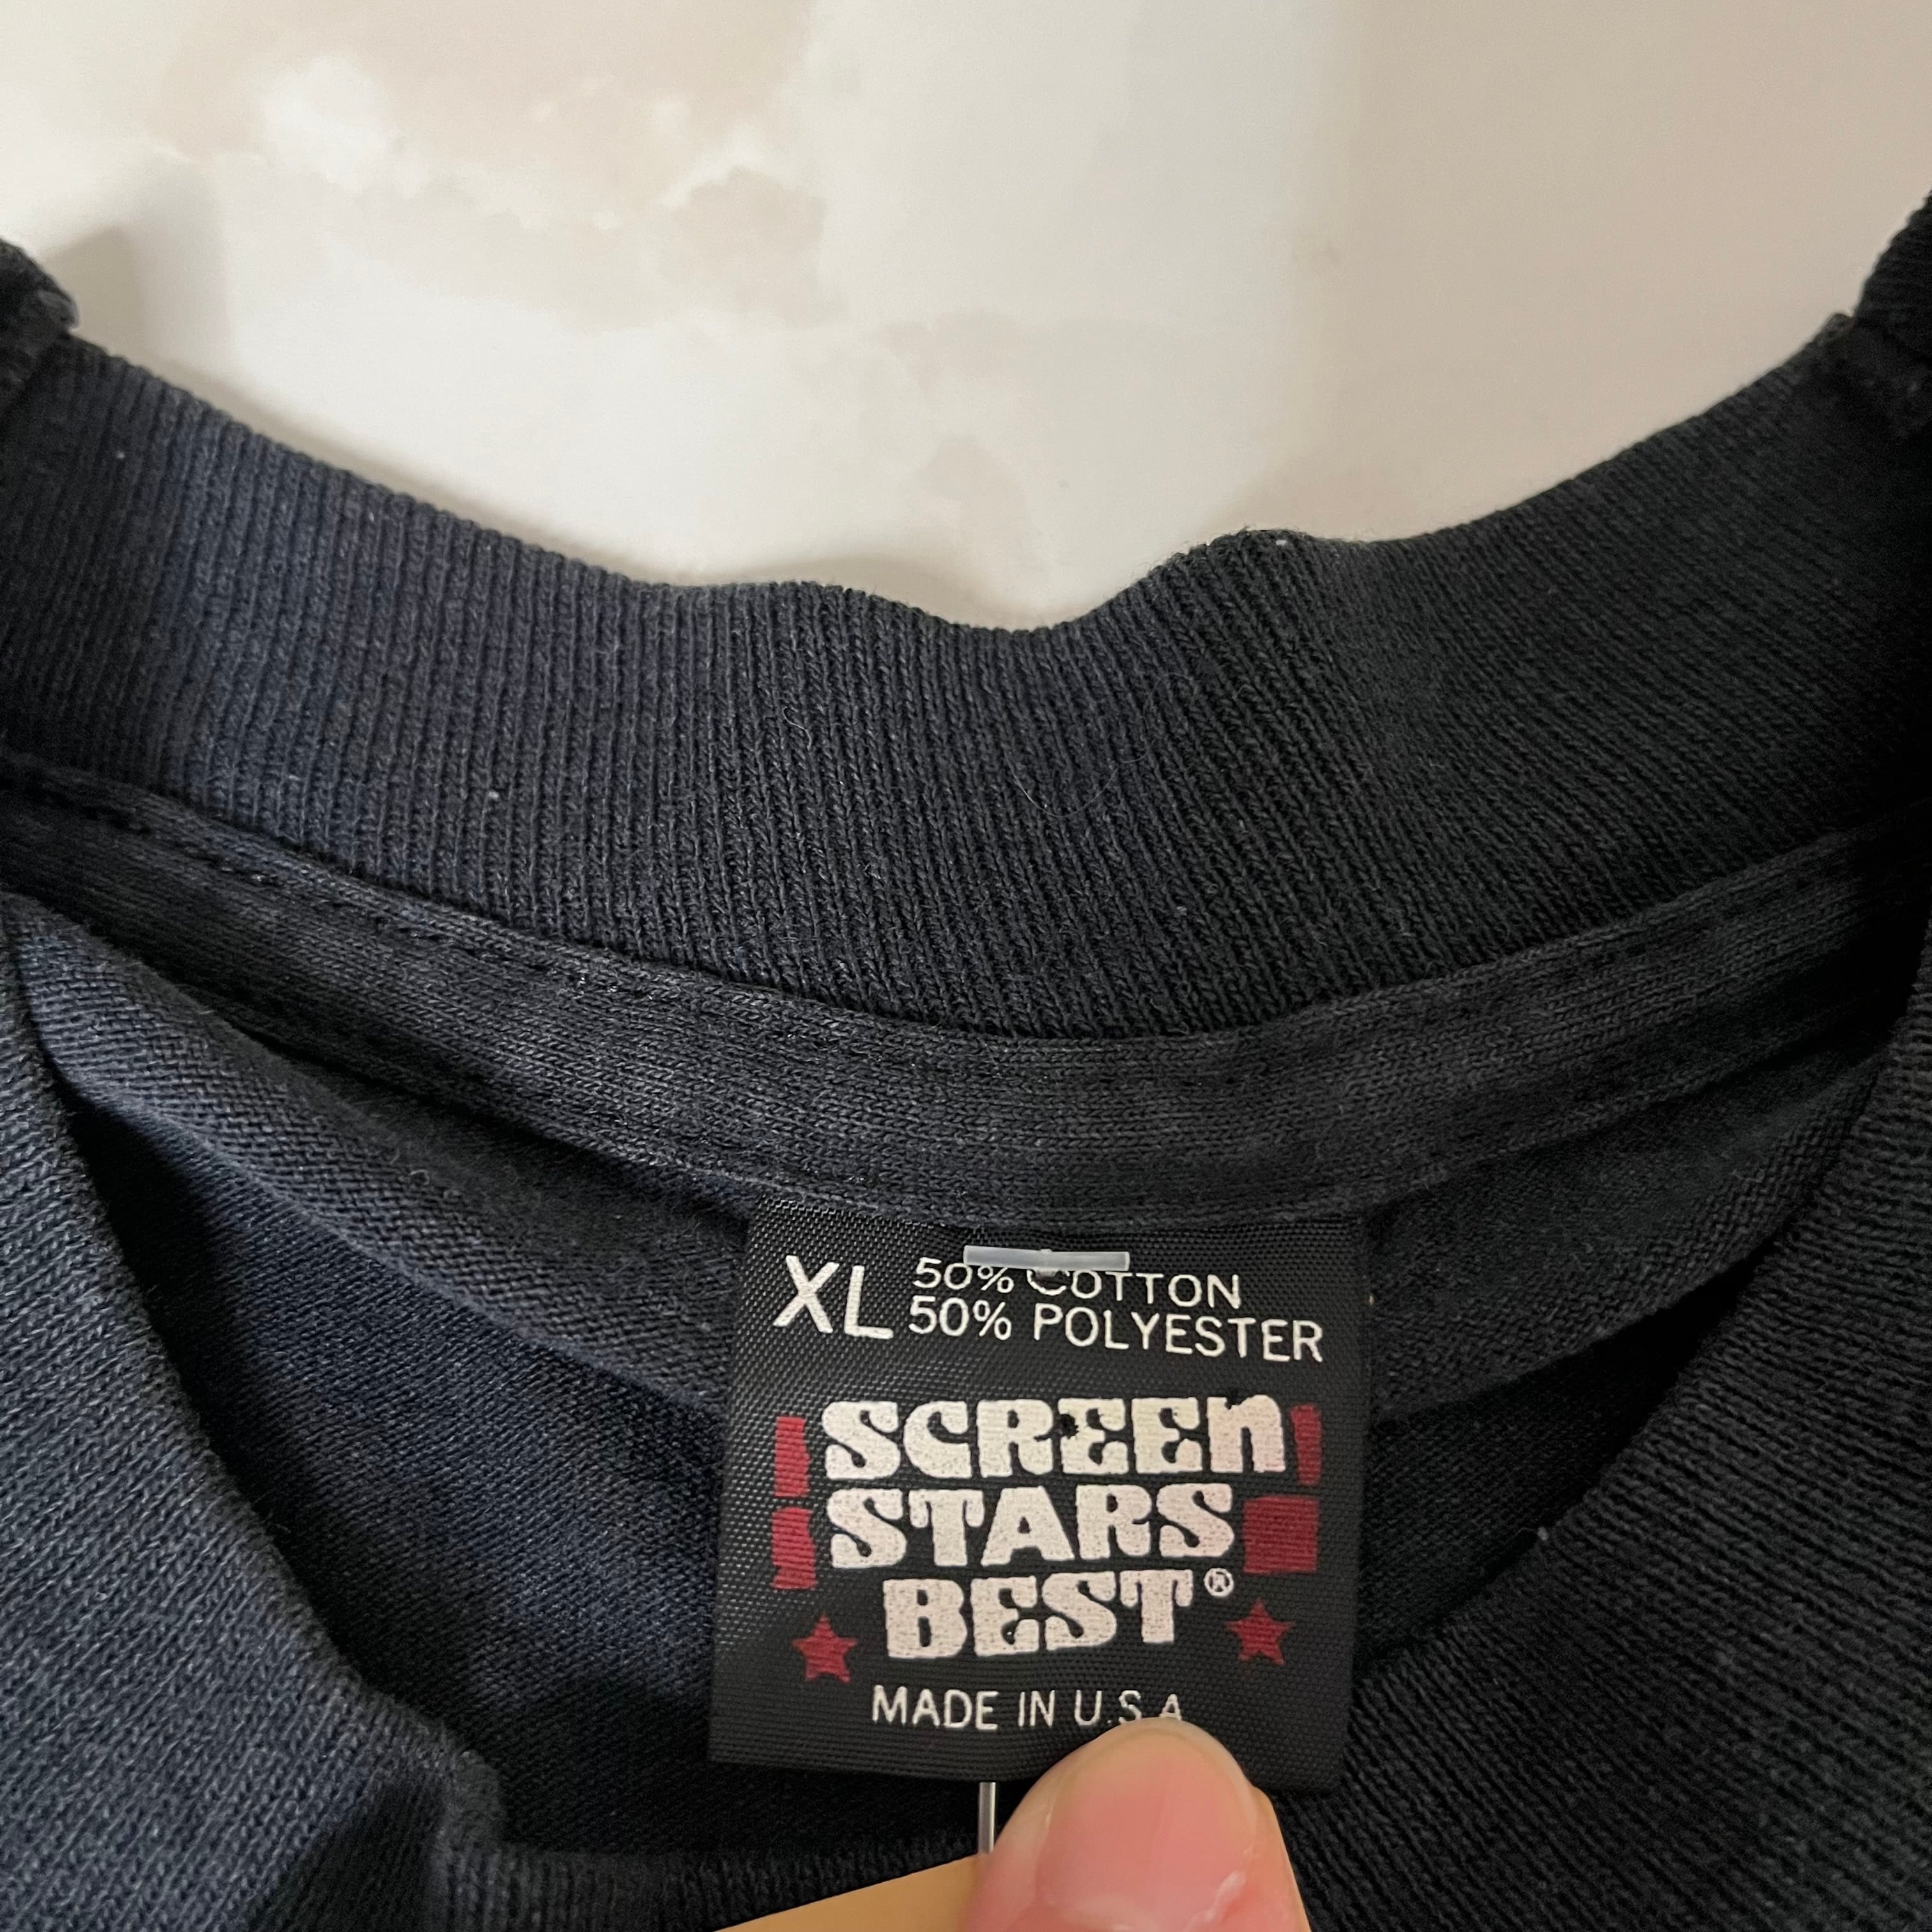 XL 50% COTTON
50% POLYESTER
SCREEN
STARS
BEST®
MADE IN U.S.A